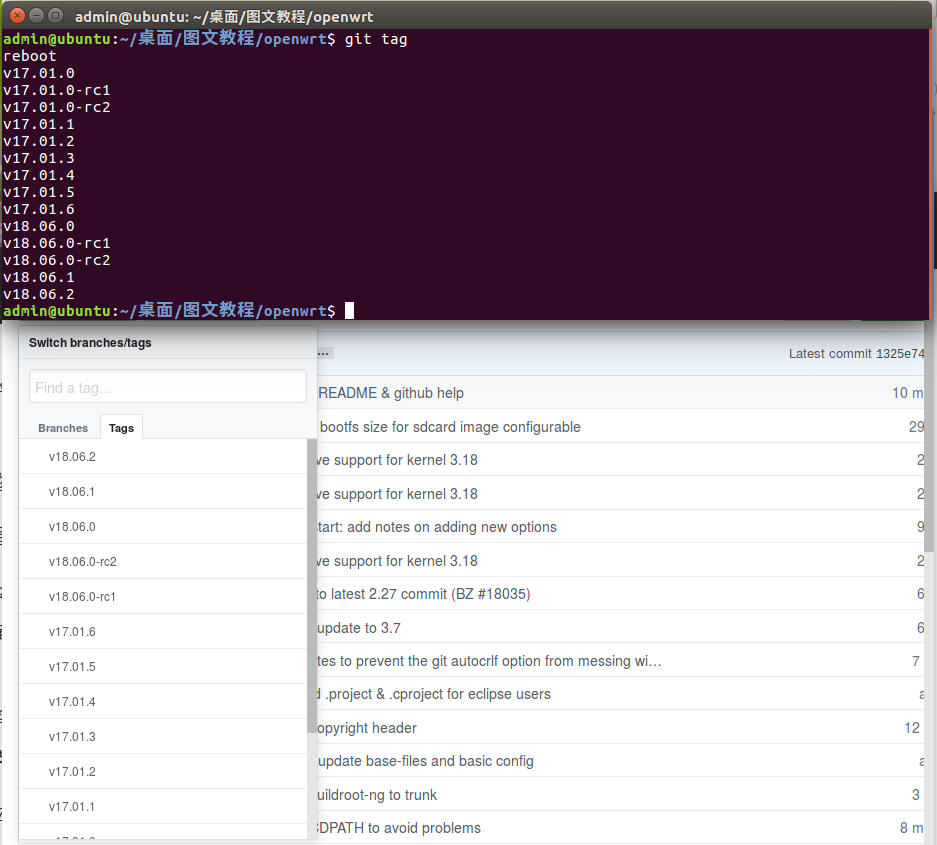 admin@ubuntu: ~/桌面/图文教程/openwrt
admin@ubuntu:~/桌面/图文教程/openwrt$ git tag
reboot
v17.01.0
v17.01.0-rc1
v17.01.0-rc2
v17.01.1
v17.01.2
v17.01.3
v17.01.4
v17.01.5
v17.01.6
v18.06.0
v18.06.0-rc1
v18.06.0-rc2
v18.06.1
v18.06.2
admin@ubuntu:~/桌面/图文教程/openwrt$
Switch branches/tags
Find a tag…
Branches Tags
v18.06.2
v18.06.1
v18.06.0
v18.06.0-rc2
v18.06.0-rc1
v17.01.6
v17.01.5
v17.01.4
v17.01.3
v17.01.2
v17.01.1
… Latest commit 1325e74
README & github help 10 m
bootfs size for sdcard image configurable 29
ve support for kernel 3.18 2
ve support for kernel 3.18 2
tart: add notes on adding new options 9
ve support for kernel 3.18 2
to latest 2.27 commit (BZ #18035) 6
update to 3.7 6
tes to prevent the git autocrlf option from messing wi… 7
.project & .cproject for eclipse users a
opyright header 12
update base-files and basic config a
uildroot-ng to trunk 3
CDPATH to avoid problems 8 m